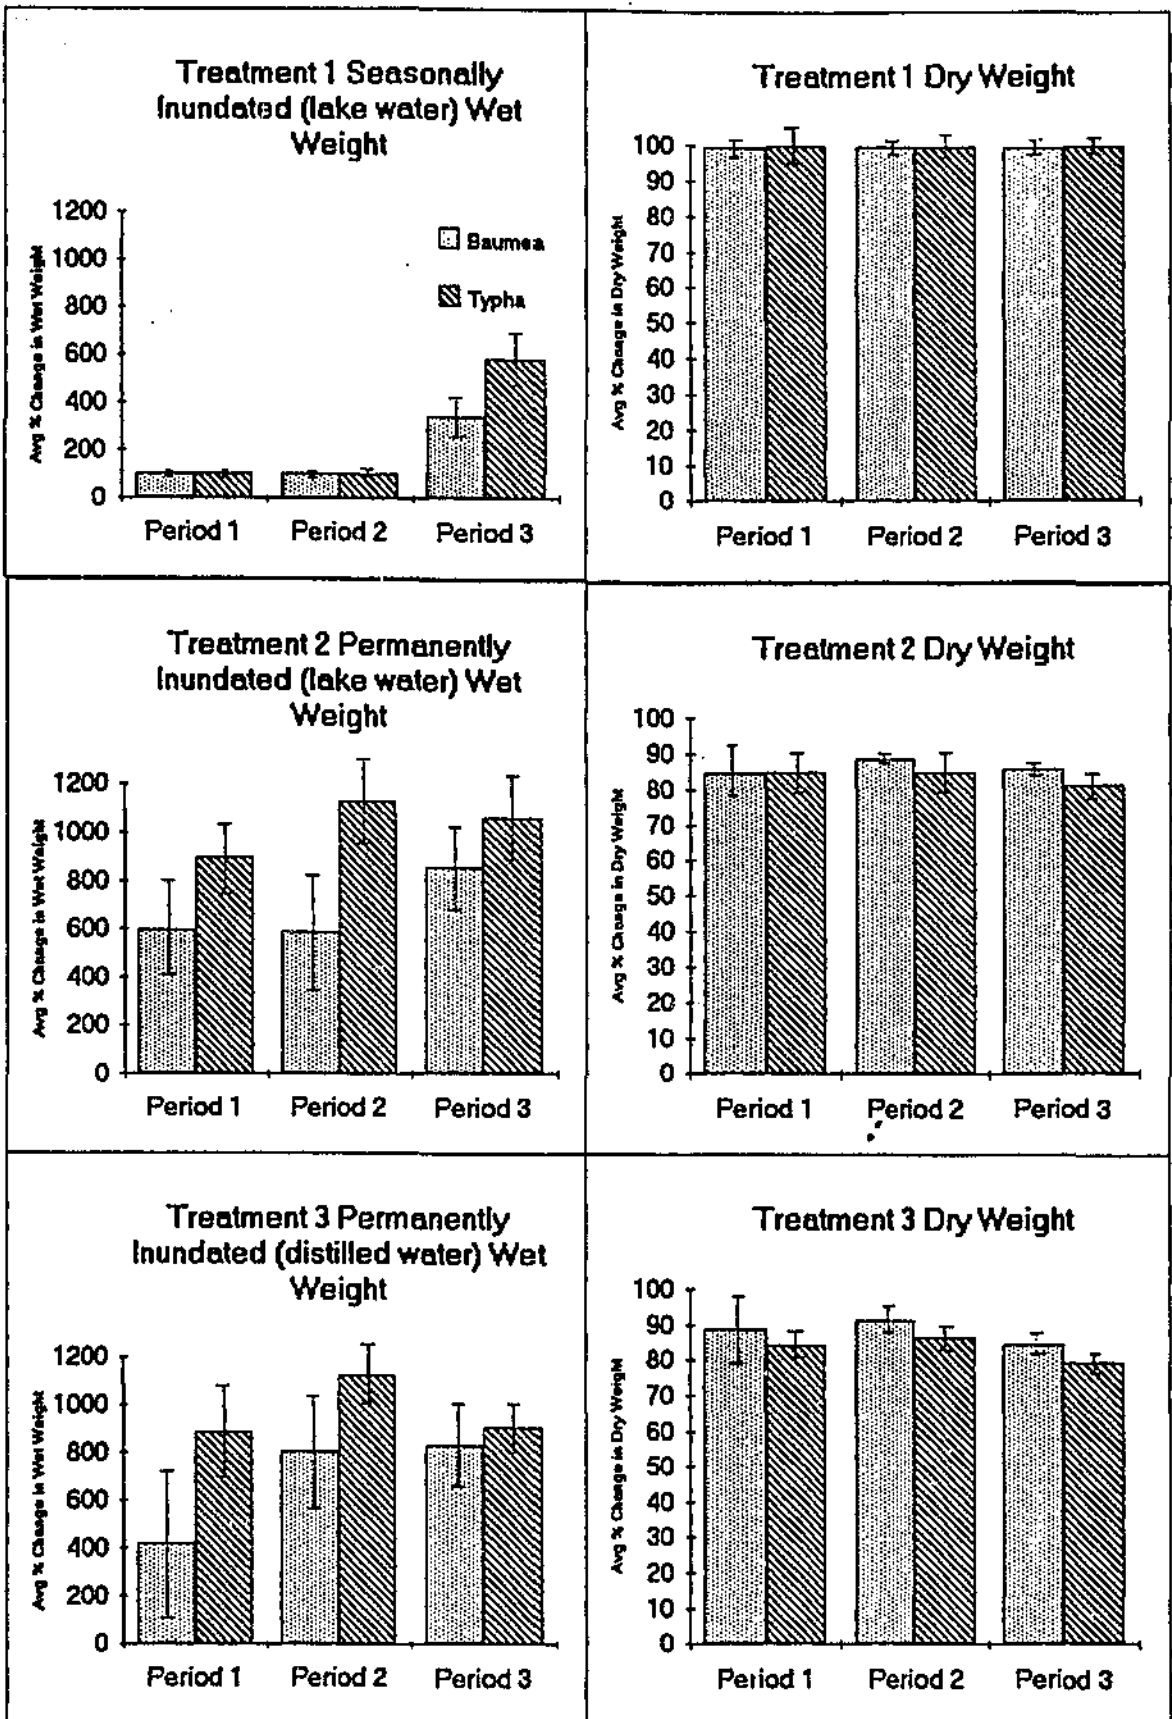 Treatment 1 Seasonally
Inundated (lake water) Wet
Weight
Avg % Change in Wet Weight
1200
1000
800
600
400
200
0
Baumea
Typha
Period 1 Period 2 Period 3
Treatment 1 Dry Weight
Avg % Change in Dry Weight
100
90
80
70
60
50
40
30
20
10
0
Period 1 Period 2 Period 3
Treatment 2 Permanently
Inundated (lake water) Wet
Weight
Avg % Change in Wet Weight
1200
1000
800
600
400
200
0
Period 1 Period 2 Period 3
Treatment 2 Dry Weight
Avg % Change in Dry Weight
100
90
80
70
60
50
40
30
20
10
0
Period 1 Period 2 Period 3
Treatment 3 Permanently
Inundated (distilled water) Wet
Weight
Avg % Change in Wet Weight
1200
1000
800
600
400
200
0
Period 1 Period 2 Period 3
Treatment 3 Dry Weight
Avg % Change in Dry Weight
100
90
80
70
60
50
40
30
20
10
0
Period 1 Period 2 Period 3